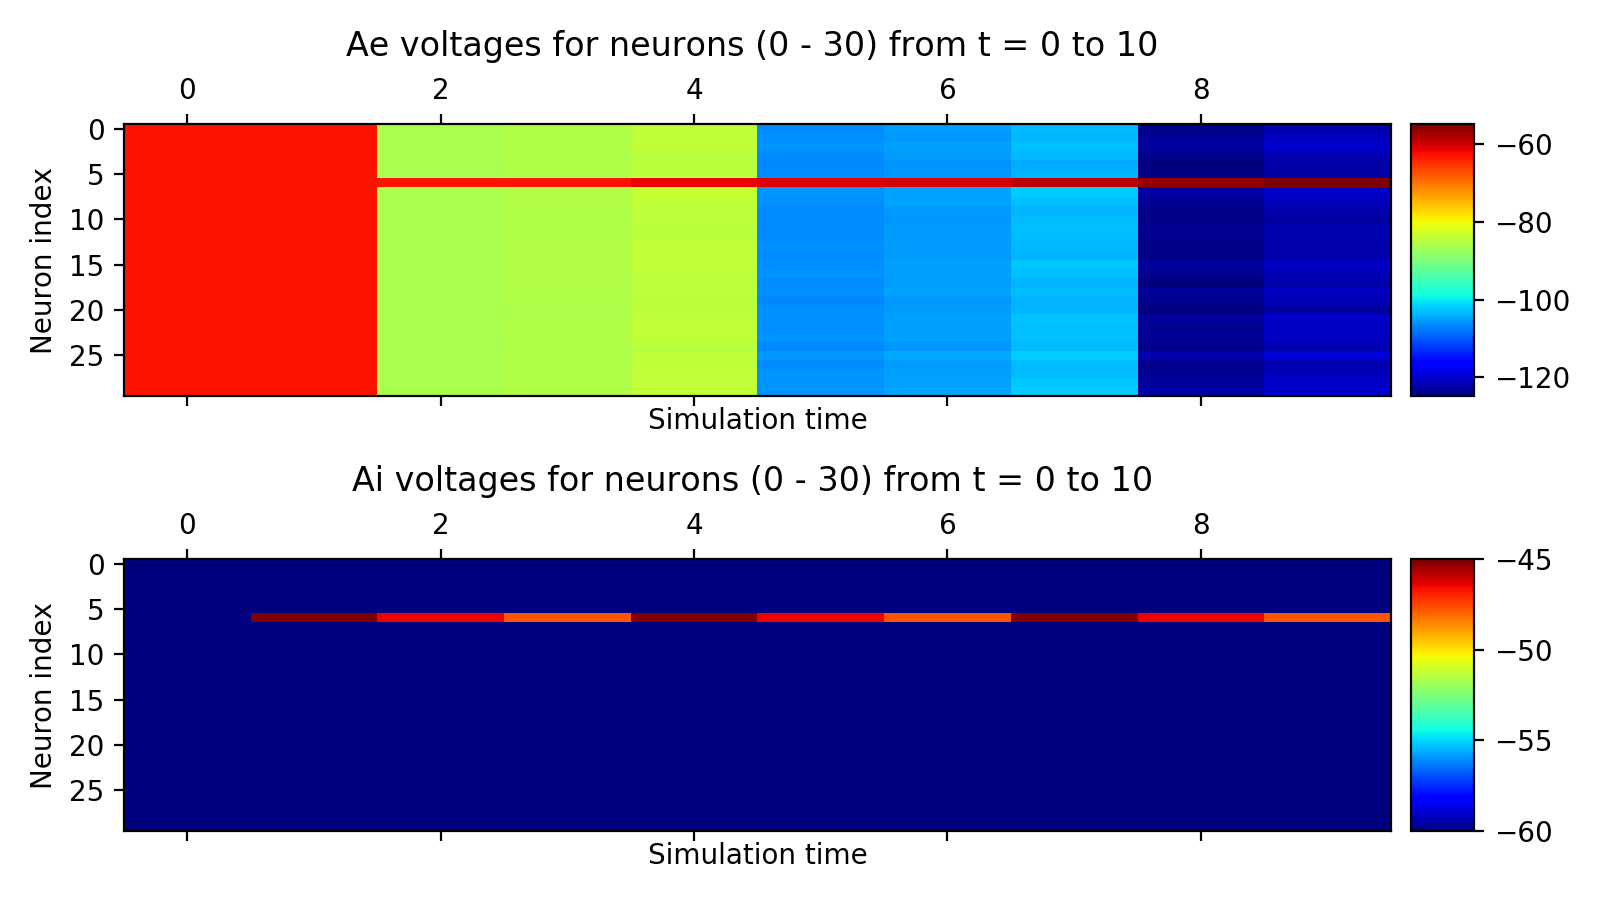 Ae voltages for neurons (0 - 30) from t = 0 to 10
0 2 4 6 8
Neuron index
0
5
10
15
20
25
−60
−80
−100
−120
Simulation time
Ai voltages for neurons (0 - 30) from t = 0 to 10
0 2 4 6 8
Neuron index
0
5
10
15
20
25
−45
−50
−55
−60
Simulation time